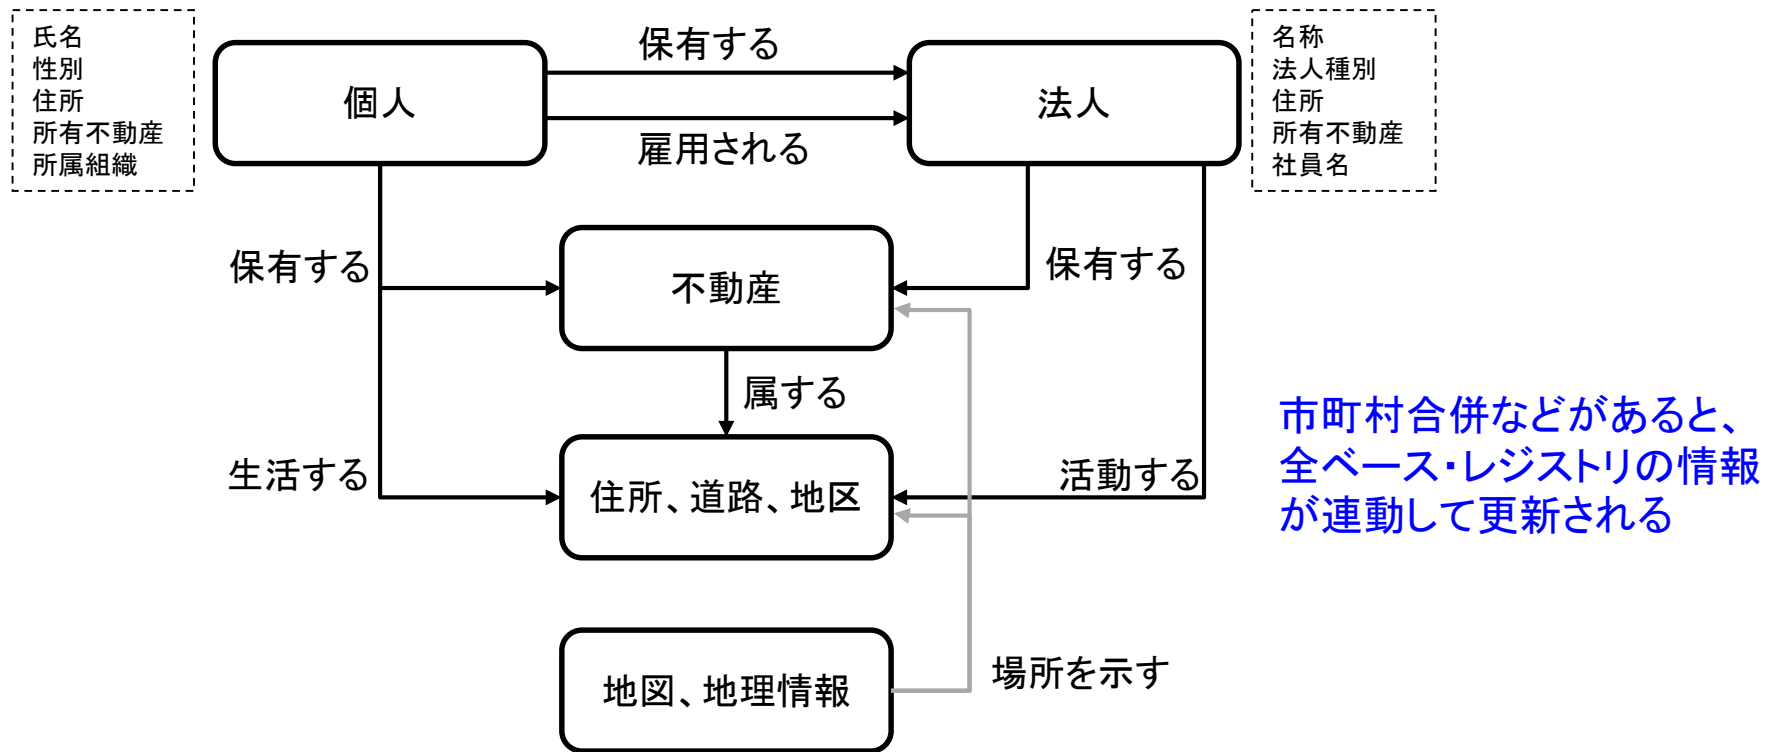 氏名
性別
住所
所有不動産
所属組織
個人
保有する
雇用される
法人
名称
法人種別
住所
所有不動産
社員名
保有する
不動産
保有する
属する
生活する
住所、道路、地区
活動する
市町村合併などがあると、
全ベース・レジストリの情報
が連動して更新される
地図、地理情報
場所を示す